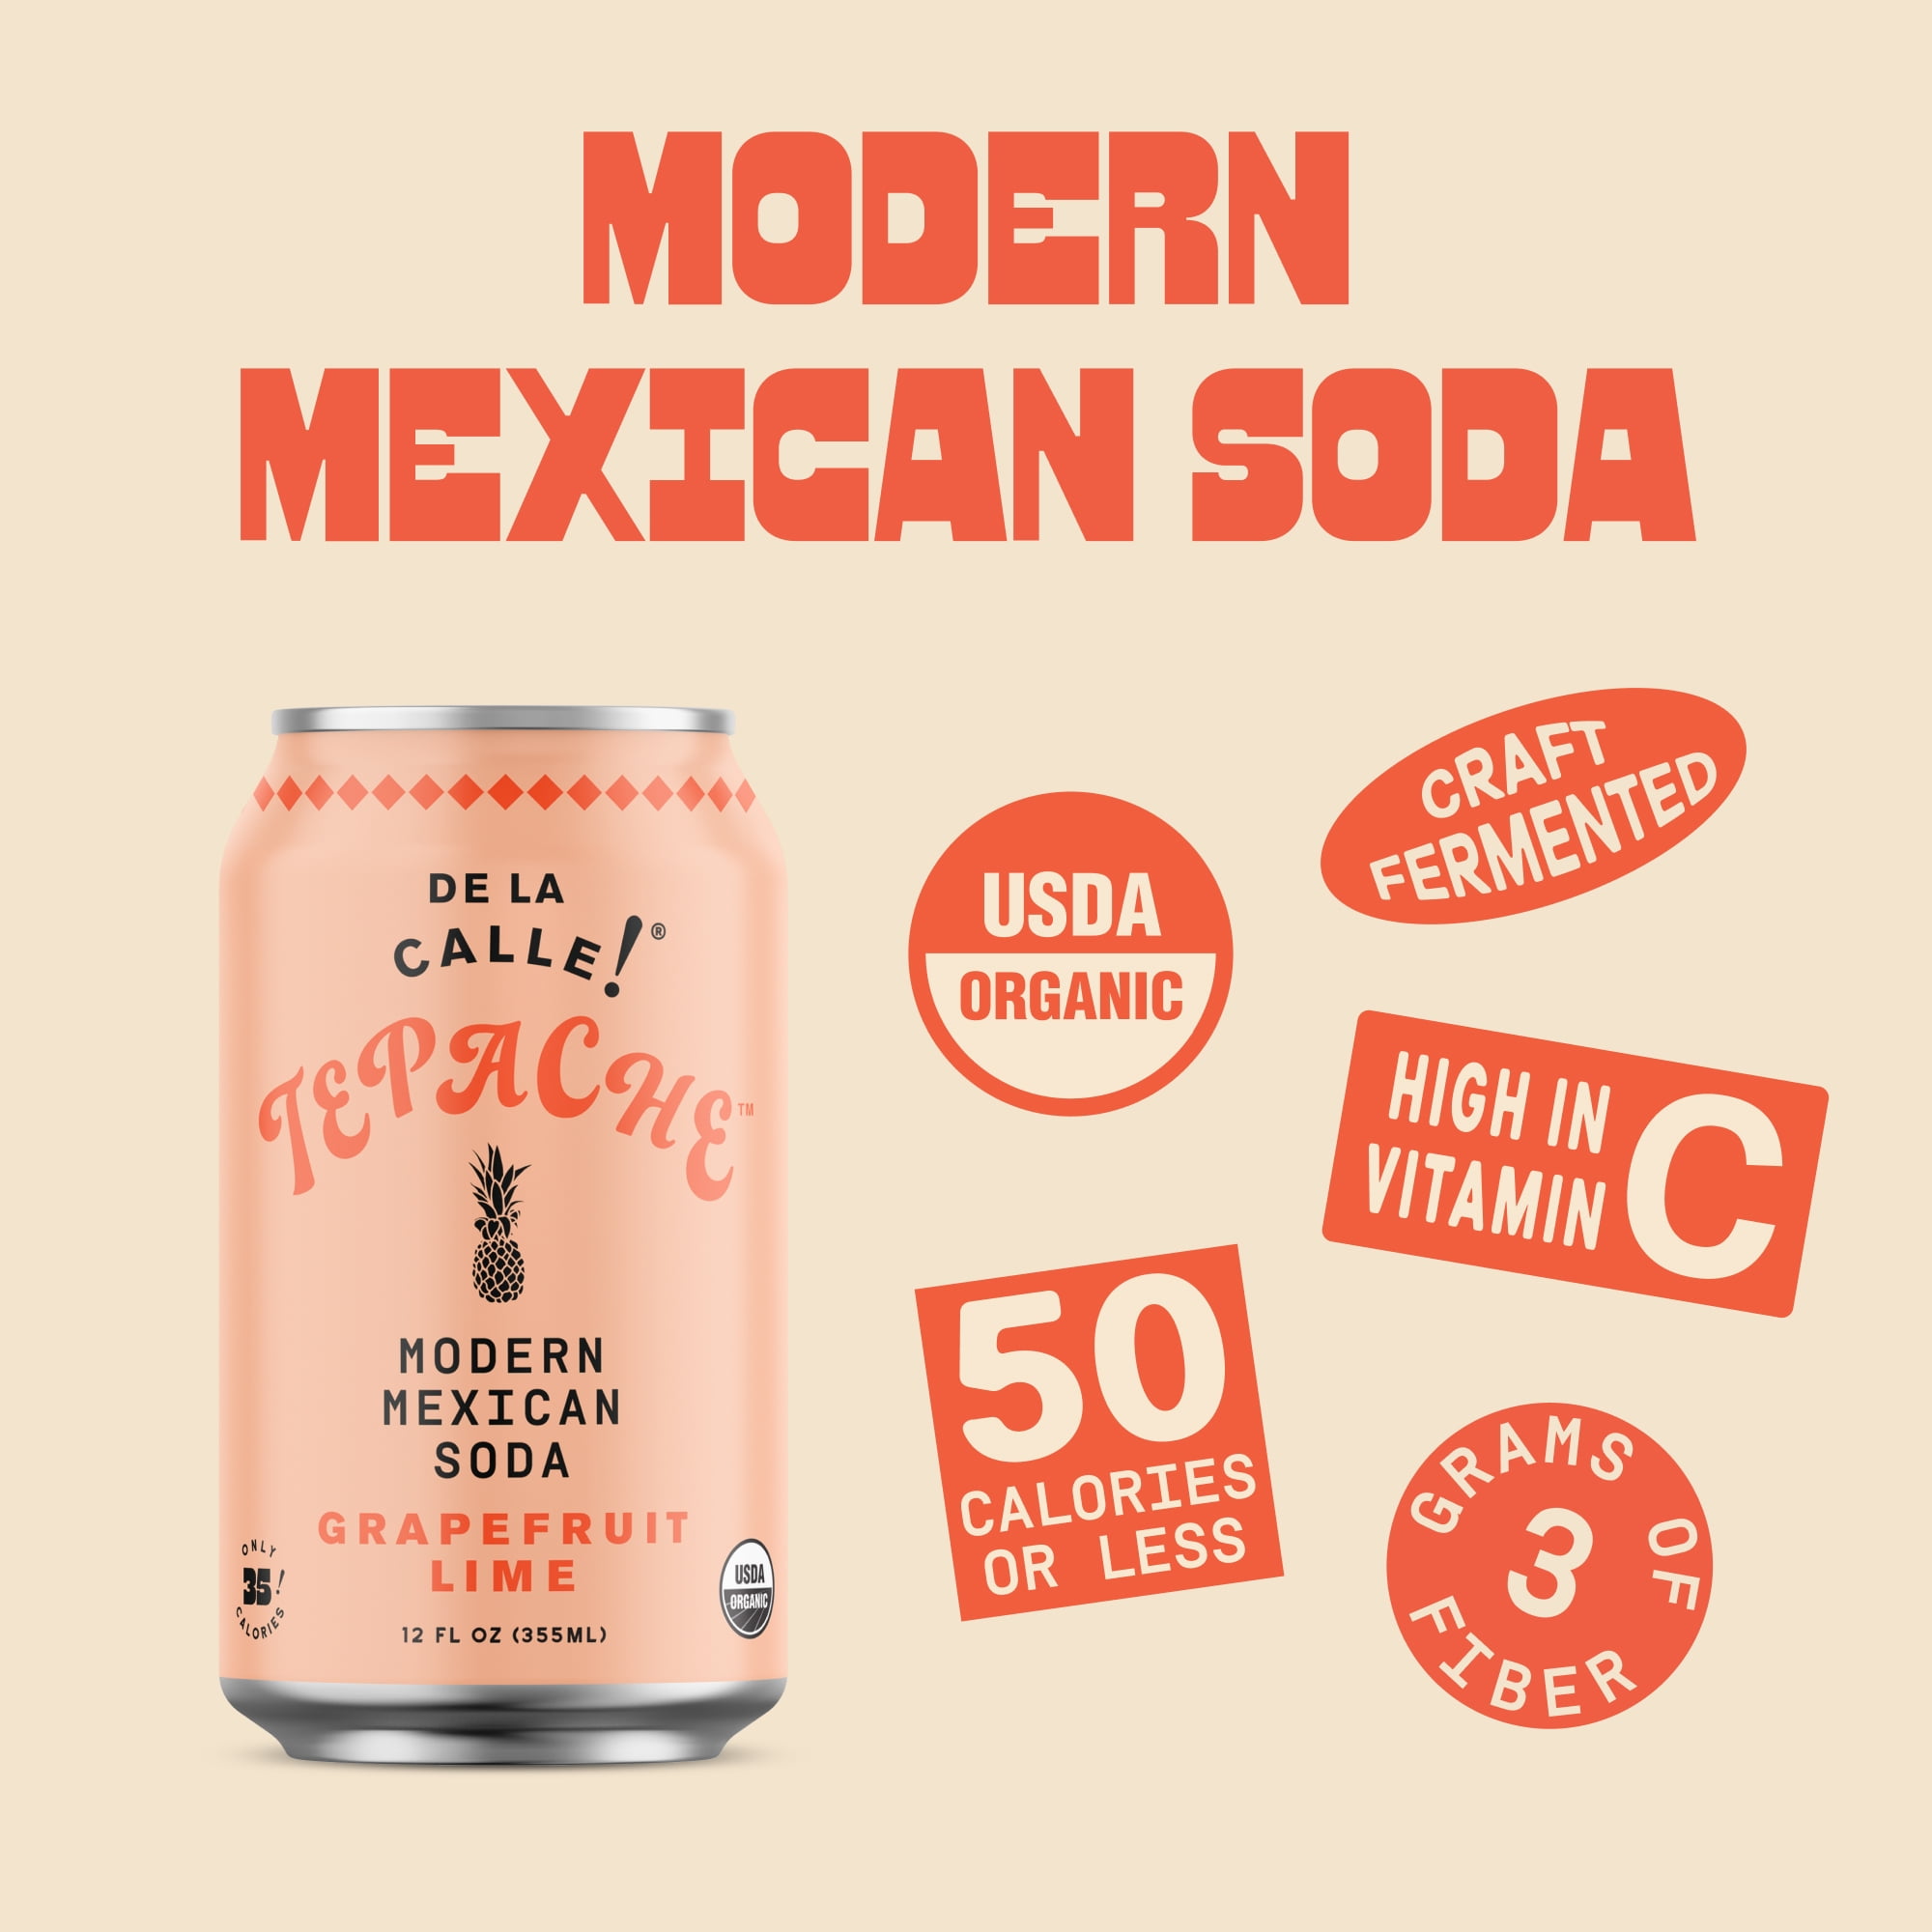 MODERN
MEXICAN SODA
DE LA
CALLE!®
TEPACHE™
MODERN
MEXICAN
SODA
GRAPEFRUIT
LIME
ONLY
35!
CALORIES
12 FL OZ (355ML)
USDA
ORGANIC
USDA
ORGANIC
CRAFT
FERMENTED
HIGH IN
VITAMIN C
50
CALORIES
OR LESS
3
GRAMS OF
FIBER